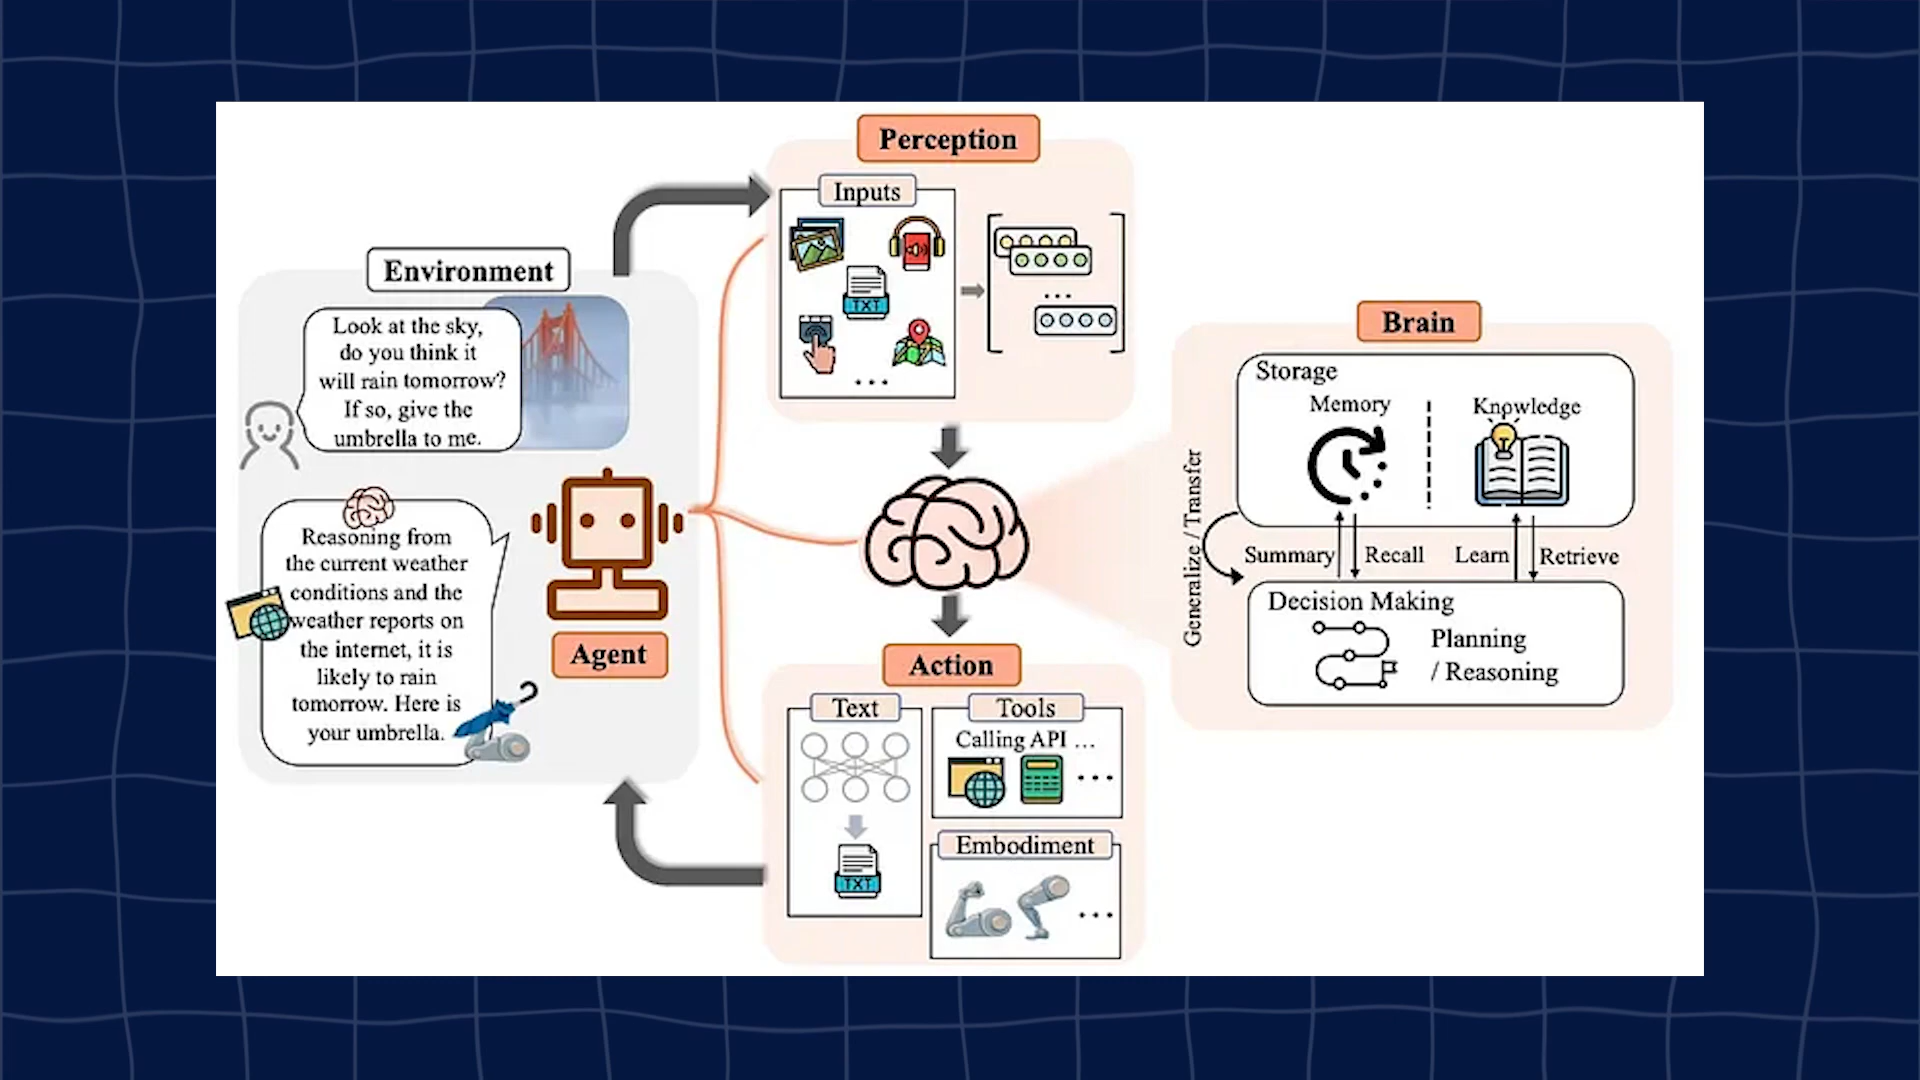 Perception
Inputs
TXT
Environment
Look at the sky,
do you think it
will rain tomorrow?
If so, give the
umbrella to me.
Reasoning from
the current weather
conditions and the
weather reports on
the internet, it is
likely to rain
tomorrow. Here is
your umbrella.
Agent
Action
Text
TXT
Tools
Calling API ...
Embodiment
Brain
Storage
Memory
Knowledge
Generalize / Transfer
Summary
Recall
Learn
Retrieve
Decision Making
Planning
/ Reasoning